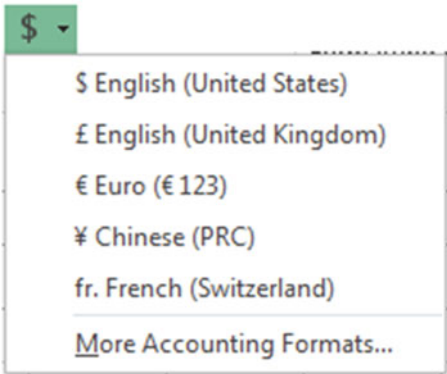 $
$ English (United States)
£ English (United Kingdom)
€ Euro (€ 123)
¥ Chinese (PRC)
fr. French (Switzerland)
More Accounting Formats...